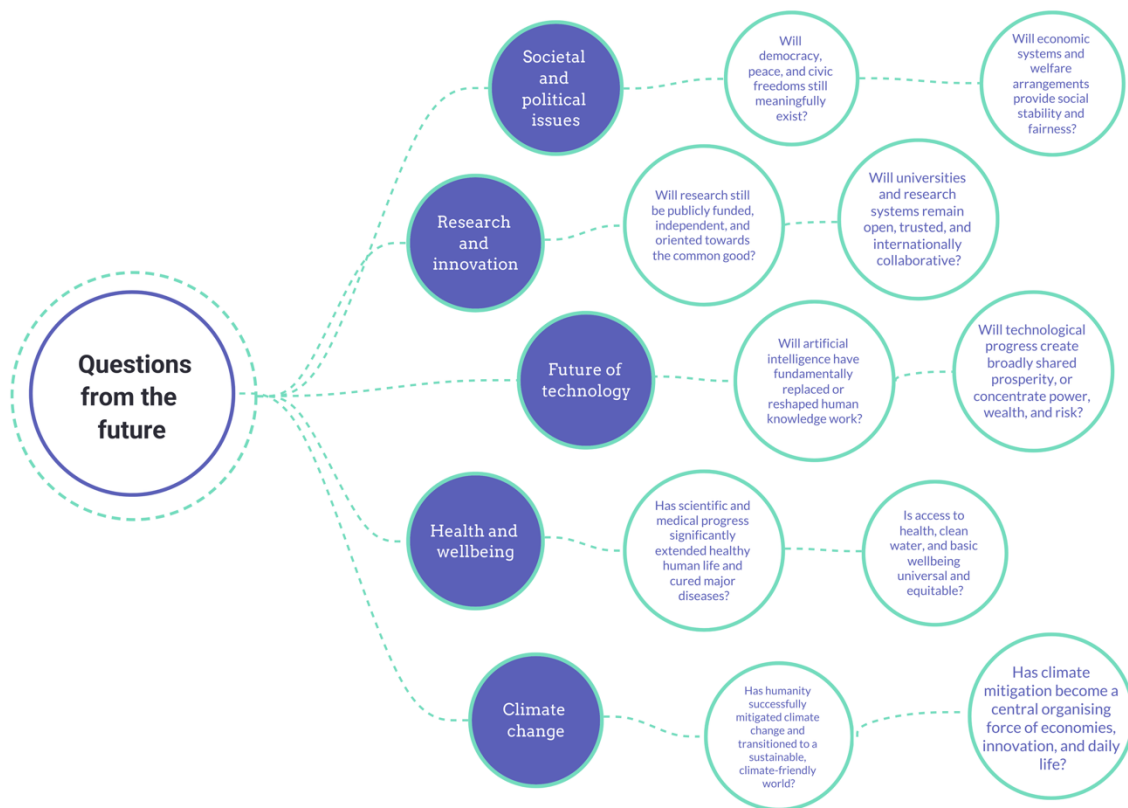 Questions
from the
future
Societal
and
political
issues
Will
democracy,
peace, and civic
freedoms still
meaningfully
exist?
Will economic
systems and
welfare
arrangements
provide social
stability and
fairness?
Research
and
innovation
Will research still
be publicly funded,
independent, and
oriented towards
the common good?
Will universities
and research
systems remain
open, trusted, and
internationally
collaborative?
Future of
technology
Will artificial
intelligence have
fundamentally
replaced or
reshaped human
knowledge work?
Will technological
progress create
broadly shared
prosperity, or
concentrate power,
wealth, and risk?
Health and
wellbeing
Has scientific and
medical progress
significantly
extended healthy
human life and
cured major
diseases?
Is access to
health, clean
water, and basic
wellbeing
universal and
equitable?
Climate
change
Has humanity
successfully
mitigated climate
change and
transitioned to a
sustainable,
climate-friendly
world?
Has climate
mitigation become a
central organising
force of economies,
innovation, and daily
life?